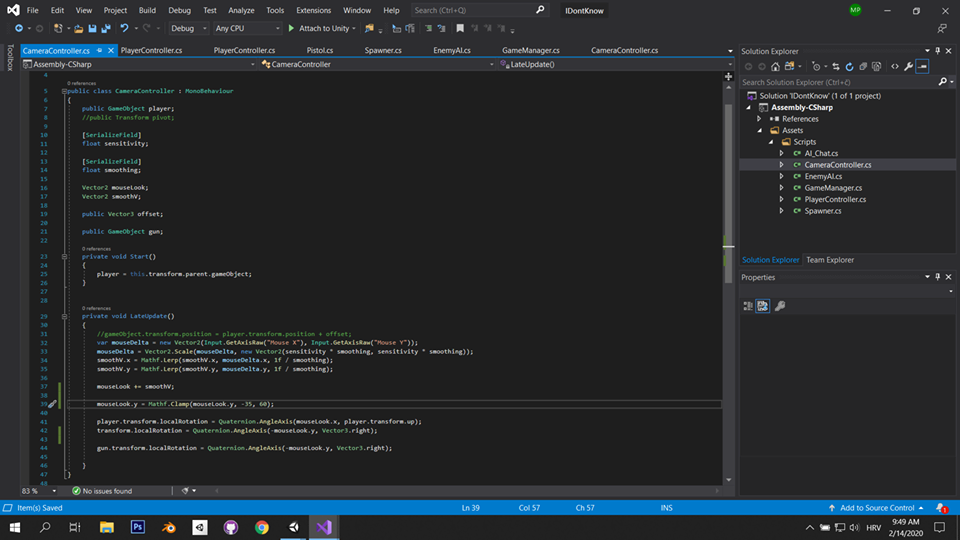 File Edit View Project Build Debug Test Analyze Tools Extensions Window Help Search (Ctrl+Q) IDontKnow MP
Debug Any CPU Attach to Unity
Toolbox
CameraController.cs PlayerController.cs PlayerController.cs Pistol.cs Spawner.cs EnemyAI.cs GameManager.cs CameraController.cs
Assembly-CSharp CameraController LateUpdate()
4
0 references
5 public class CameraController : MonoBehaviour
6 {
7 public GameObject player;
8 //public Transform pivot;
9
10 [SerializeField]
11 float sensitivity;
12
13 [SerializeField]
14 float smoothing;
15
16 Vector2 mouseLook;
17 Vector2 smoothV;
18
19 public Vector3 offset;
20
21 public GameObject gun;
22
0 references
23 private void Start()
24 {
25 player = this.transform.parent.gameObject;
26 }
27
28
0 references
29 private void LateUpdate()
30 {
31 //gameObject.transform.position = player.transform.position + offset;
32 var mouseDelta = new Vector2(Input.GetAxisRaw("Mouse X"), Input.GetAxisRaw("Mouse Y"));
33 mouseDelta = Vector2.Scale(mouseDelta, new Vector2(sensitivity * smoothing, sensitivity * smoothing));
34 smoothV.x = Mathf.Lerp(smoothV.x, mouseDelta.x, 1f / smoothing);
35 smoothV.y = Mathf.Lerp(smoothV.y, mouseDelta.y, 1f / smoothing);
36
37 mouseLook += smoothV;
38
39 mouseLook.y = Mathf.Clamp(mouseLook.y, -35, 60);
40
41 player.transform.localRotation = Quaternion.AngleAxis(mouseLook.x, player.transform.up);
42 transform.localRotation = Quaternion.AngleAxis(-mouseLook.y, Vector3.right);
43
44 gun.transform.localRotation = Quaternion.AngleAxis(-mouseLook.y, Vector3.right);
45
46 }
47 }
48
83 % No issues found
Solution Explorer
Search Solution Explorer (Ctrl+č)
Solution 'IDontKnow' (1 of 1 project)
Assembly-CSharp
References
Assets
Scripts
AI_Chat.cs
CameraController.cs
EnemyAI.cs
GameManager.cs
PlayerController.cs
Spawner.cs
Solution Explorer Team Explorer
Properties
Item(s) Saved Ln 39 Col 57 Ch 57 INS Add to Source Control 1
Ps HRV 9:49 AM
2/14/2020